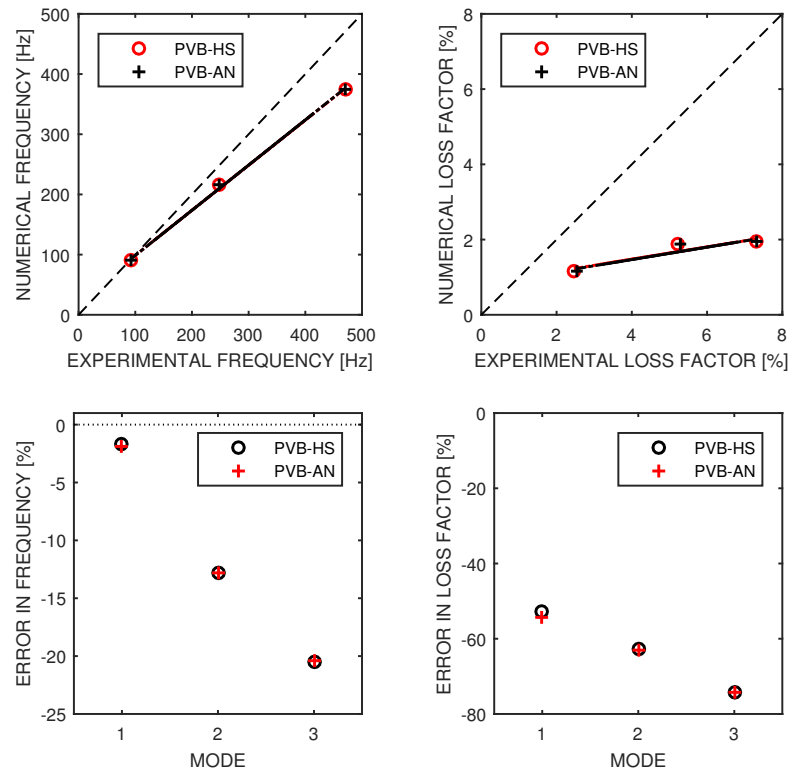 500
400
300
200
100
0
NUMERICAL FREQUENCY [Hz]
PVB-HS
PVB-AN
0 100 200 300 400 500
EXPERIMENTAL FREQUENCY [Hz]
8
6
4
2
0
NUMERICAL LOSS FACTOR [%]
PVB-HS
PVB-AN
0 2 4 6 8
EXPERIMENTAL LOSS FACTOR [%]
0
-5
-10
-15
-20
-25
ERROR IN FREQUENCY [%]
PVB-HS
PVB-AN
1 2 3
MODE
0
-20
-40
-60
-80
ERROR IN LOSS FACTOR [%]
PVB-HS
PVB-AN
1 2 3
MODE